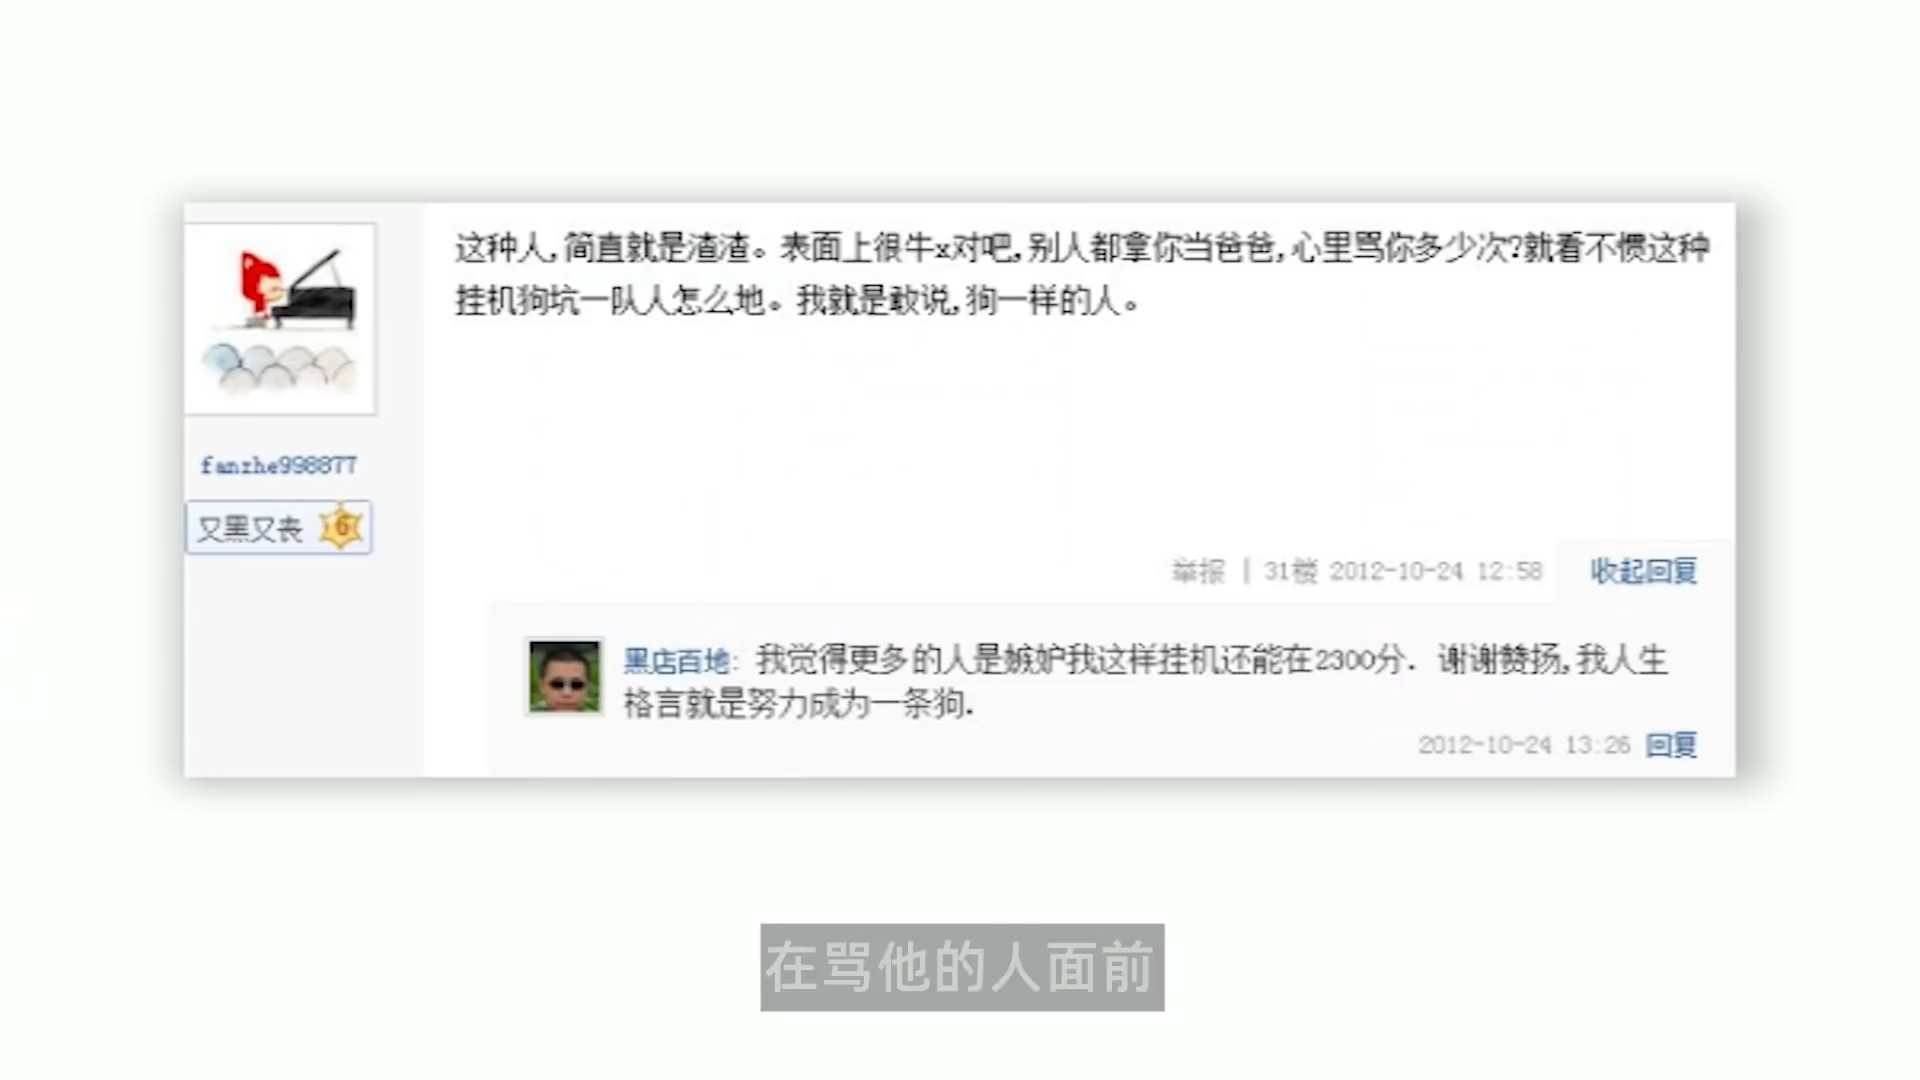 这种人,简直就是渣渣。表面上很牛x对吧,别人都拿你当爸爸,心里骂你多少次?就看不惯这种
挂机狗坑一队人怎么地。我就是敢说,狗一样的人。
fanzhe998877
又黑又丧 6
举报 | 31楼 2012-10-24 12:58 收起回复
黑店百地: 我觉得更多的人是嫉妒我这样挂机还能在2300分. 谢谢赞扬,我人生
格言就是努力成为一条狗.
2012-10-24 13:26 回复
在骂他的人面前